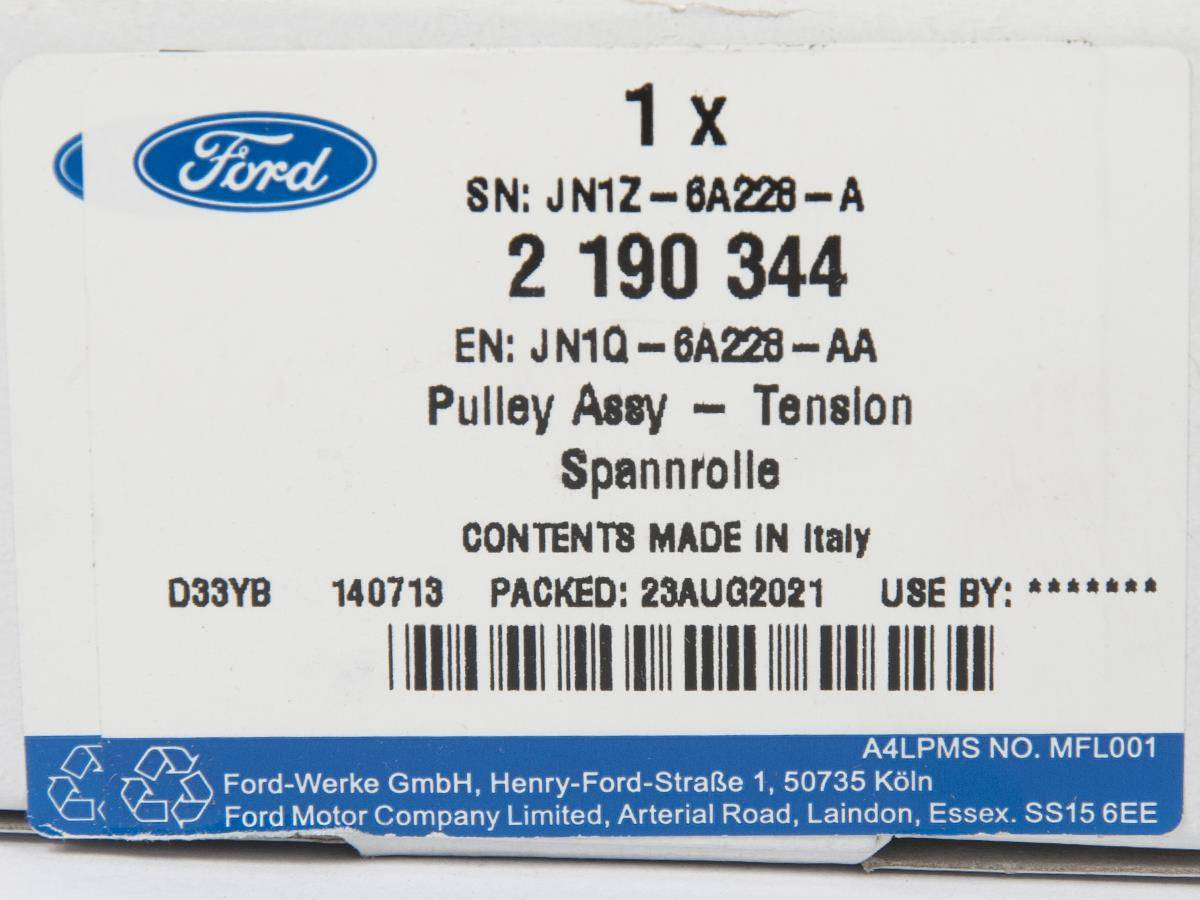 Ford
1 x
SN: JN1Z-6A228-A
2 190 344
EN: JN1Q-6A228-AA
Pulley Assy - Tension
Spannrolle
CONTENTS MADE IN Italy
D33YB 140713 PACKED: 23AUG2021 USE BY: *******
A4LPMS NO. MFL001
Ford-Werke GmbH, Henry-Ford-Straße 1, 50735 Köln
Ford Motor Company Limited, Arterial Road, Laindon, Essex. SS15 6EE